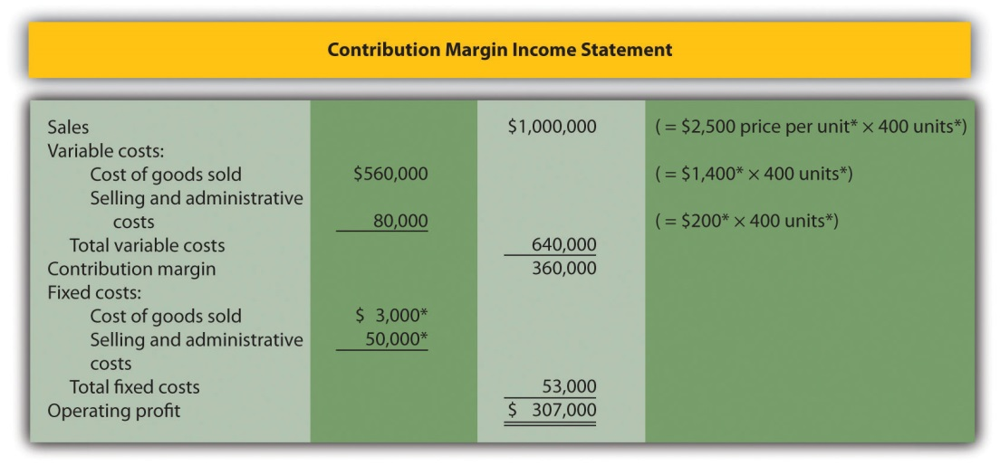 Contribution Margin Income Statement
Sales $1,000,000 ( = $2,500 price per unit* × 400 units*)
Variable costs:
Cost of goods sold $560,000 ( = $1,400* × 400 units*)
Selling and administrative
costs 80,000 ( = $200* × 400 units*)
Total variable costs 640,000
Contribution margin 360,000
Fixed costs:
Cost of goods sold $ 3,000*
Selling and administrative 50,000*
costs
Total fixed costs 53,000
Operating profit $ 307,000